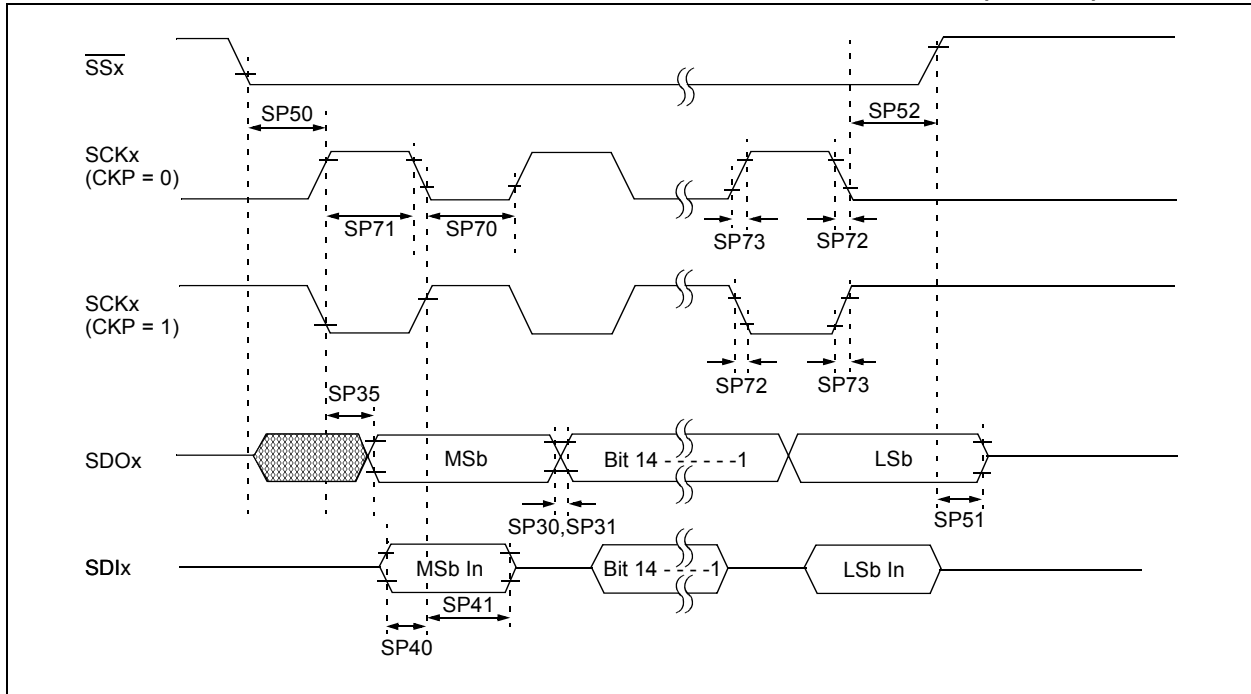 SSx
SP50
SP52
SCKx
(CKP = 0)
SP71
SP70
SP73
SP72
SCKx
(CKP = 1)
SP72
SP73
SP35
SDOx
MSb
Bit 14 - - - - - -1
LSb
SP30,SP31
SP51
SDIx
MSb In
Bit 14 - - - - -1
LSb In
SP41
SP40